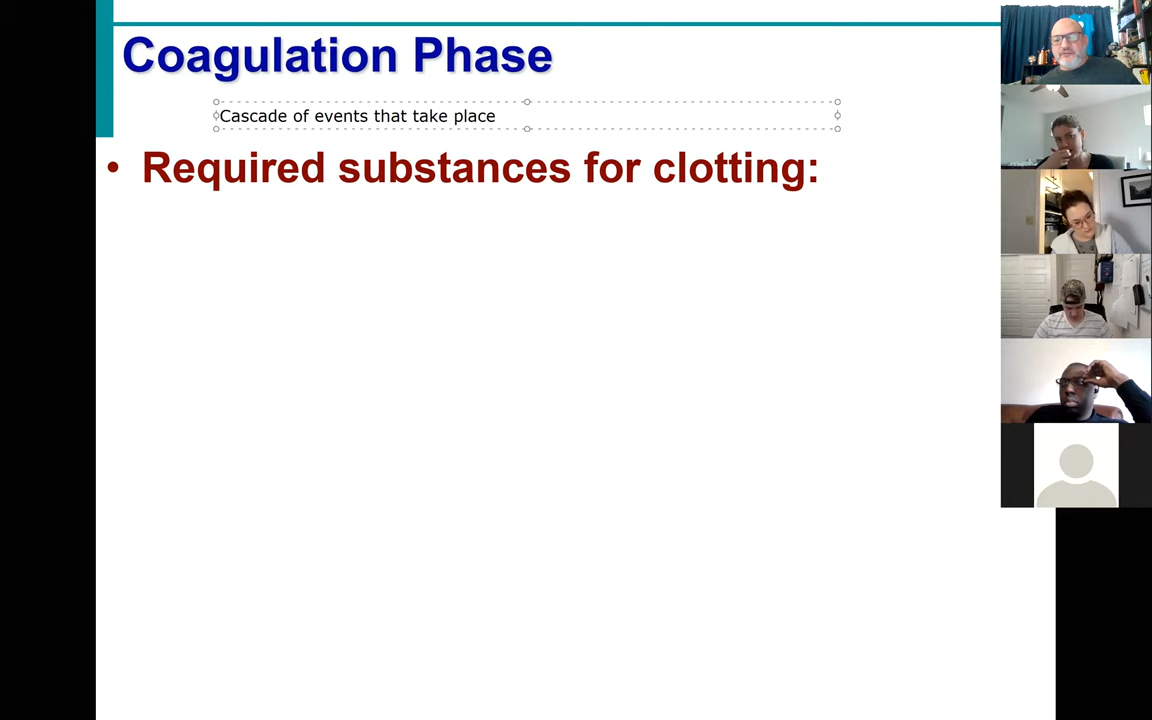 Coagulation Phase
Cascade of events that take place
• Required substances for clotting: